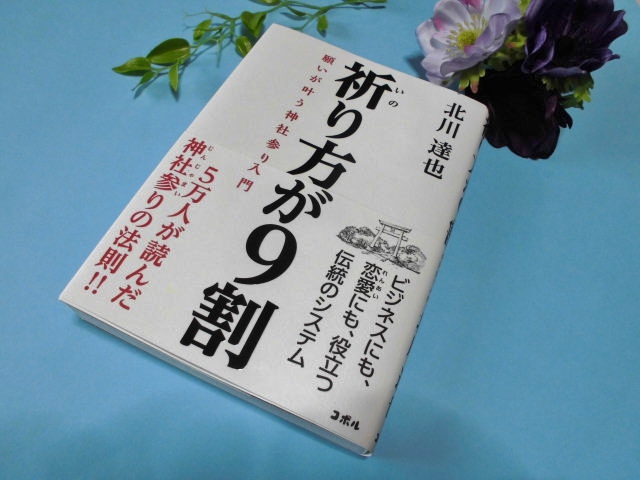 北川達也
祈り方が9割
いの
願いが叶う神社参り入門
5万人が読んだ
神社参りの法則!!
じんじゃまい
ビジネスにも、
恋愛にも、役立つ
れんあい
伝統のシステム
コボル